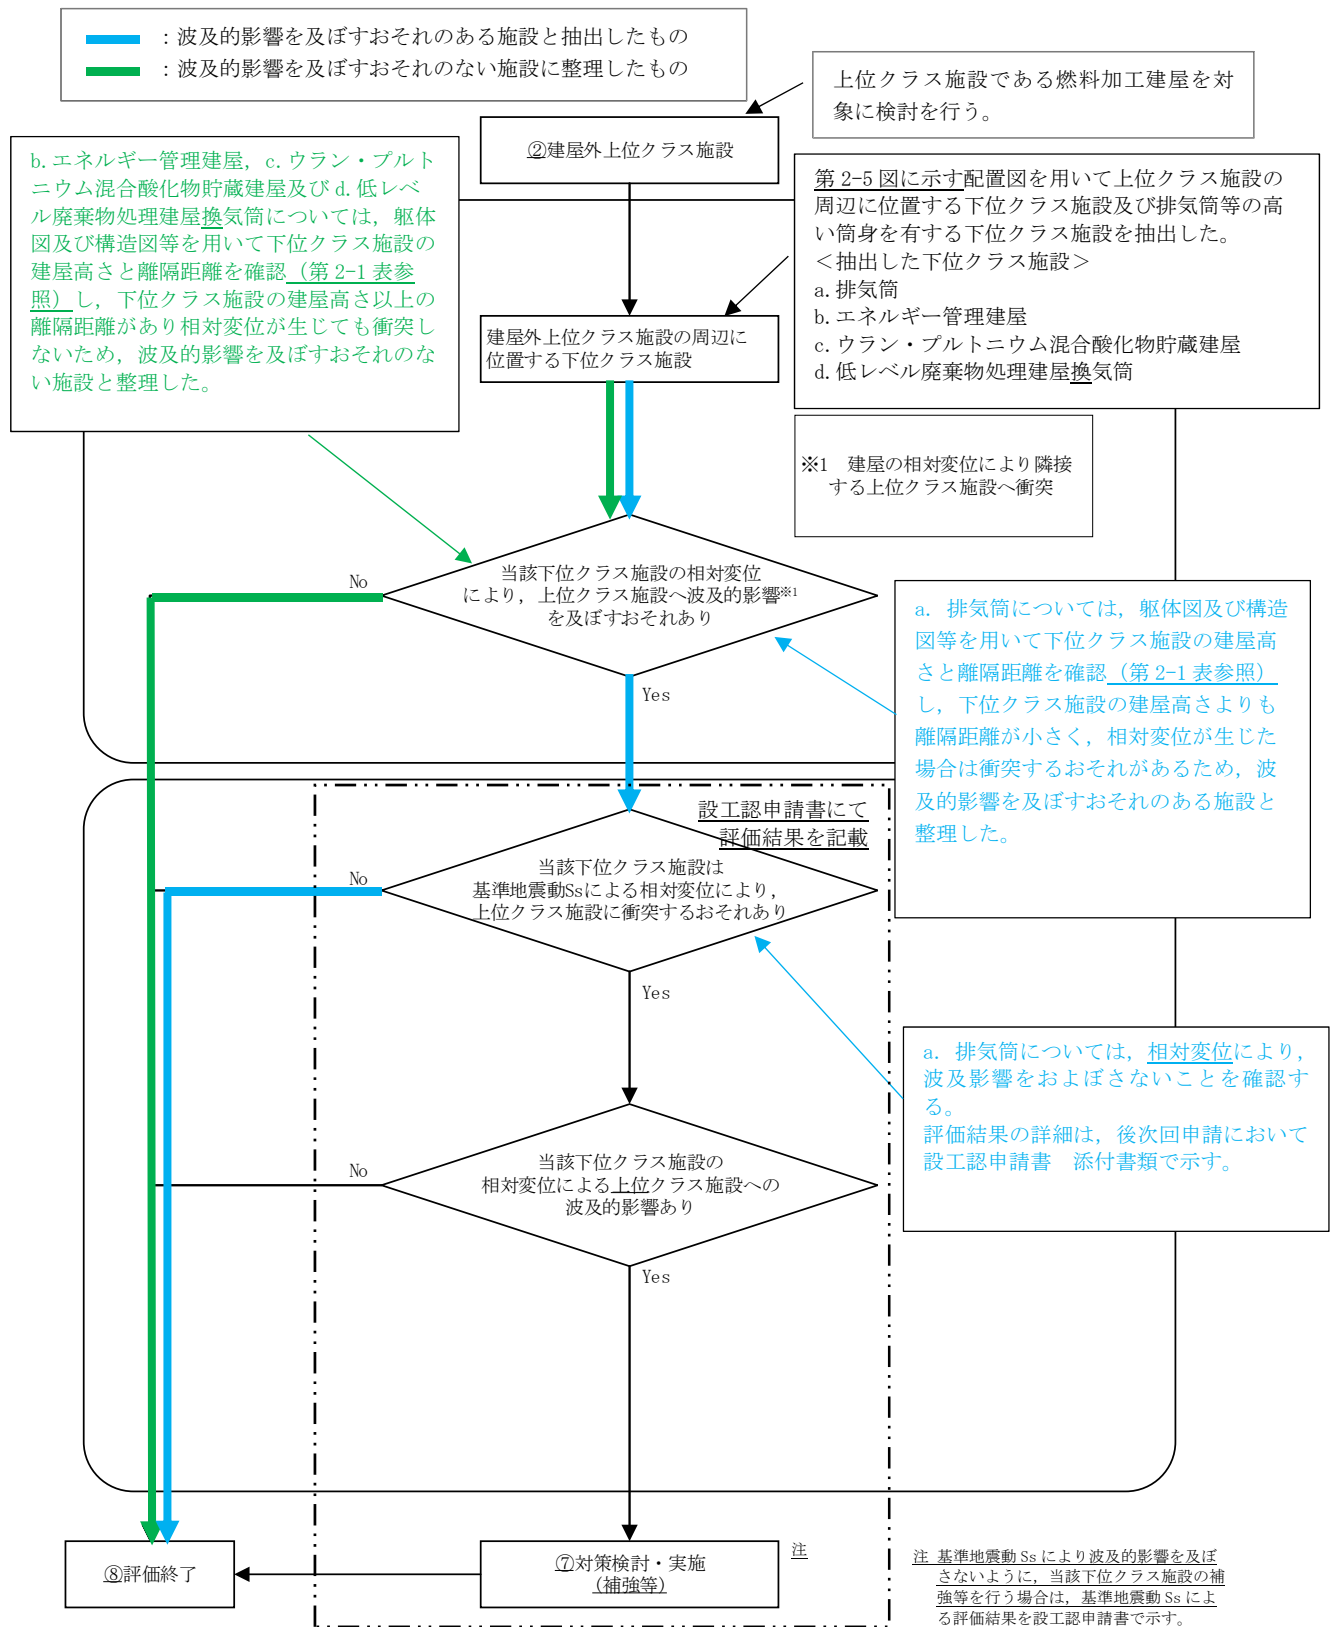 ：波及的影響を及ぼすおそれのある施設と抽出したもの
：波及的影響を及ぼすおそれのない施設に整理したもの
上位クラス施設である燃料加工建屋を対
象に検討を行う。
②建屋外上位クラス施設
b.エネルギー管理建屋，c.ウラン・プルト
ニウム混合酸化物貯蔵建屋及びd.低レベ
ル廃棄物処理建屋換気筒については，躯体
図及び構造図等を用いて下位クラス施設の
建屋高さと離隔距離を確認（第2-1表参
照）し，下位クラス施設の建屋高さ以上の
離隔距離があり相対変位が生じても衝突し
ないため，波及的影響を及ぼすおそれのな
い施設と整理した。
第2-5図に示す配置図を用いて上位クラス施設の
周辺に位置する下位クラス施設及び排気筒等の高
い筒身を有する下位クラス施設を抽出した。
＜抽出した下位クラス施設＞
a.排気筒
b.エネルギー管理建屋
c.ウラン・プルトニウム混合酸化物貯蔵建屋
d.低レベル廃棄物処理建屋換気筒
建屋外上位クラス施設の周辺に
位置する下位クラス施設
※1　建屋の相対変位により隣接
する上位クラス施設へ衝突
当該下位クラス施設の相対変位
により，上位クラス施設へ波及的影響※1
を及ぼすおそれあり
No
Yes
a. 排気筒については，躯体図及び構造
図等を用いて下位クラス施設の建屋高
さと離隔距離を確認（第2-1表参照）
し，下位クラス施設の建屋高さよりも
離隔距離が小さく，相対変位が生じた
場合は衝突するおそれがあるため，波
及的影響を及ぼすおそれのある施設と
整理した。
設工認申請書にて
評価結果を記載
当該下位クラス施設は
基準地震動Ssによる相対変位により，
上位クラス施設に衝突するおそれあり
No
Yes
a. 排気筒については，相対変位により，
波及影響をおよぼさないことを確認す
る。
評価結果の詳細は，後次回申請において
設工認申請書　添付書類で示す。
当該下位クラス施設の
相対変位による上位クラス施設への
波及的影響あり
No
Yes
⑧評価終了
⑦対策検討・実施
（補強等）
注
注 基準地震動Ssにより波及的影響を及ぼ
さないように，当該下位クラス施設の補
強等を行う場合は，基準地震動Ssによ
る評価結果を設工認申請書で示す。